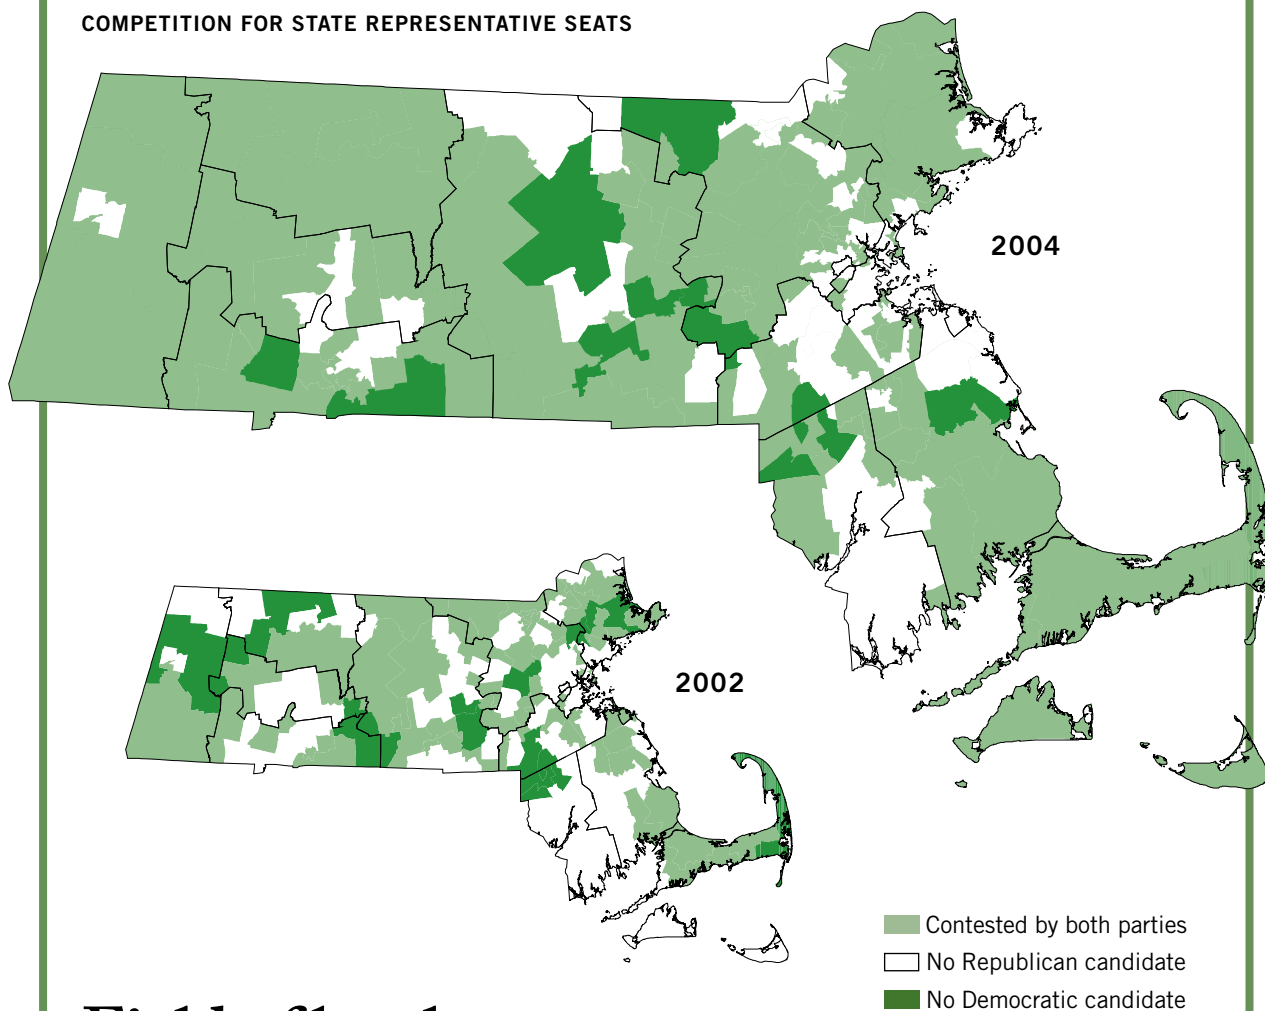 COMPETITION FOR STATE REPRESENTATIVE SEATS
2004
2002
Contested by both parties
No Republican candidate
No Democratic candidate